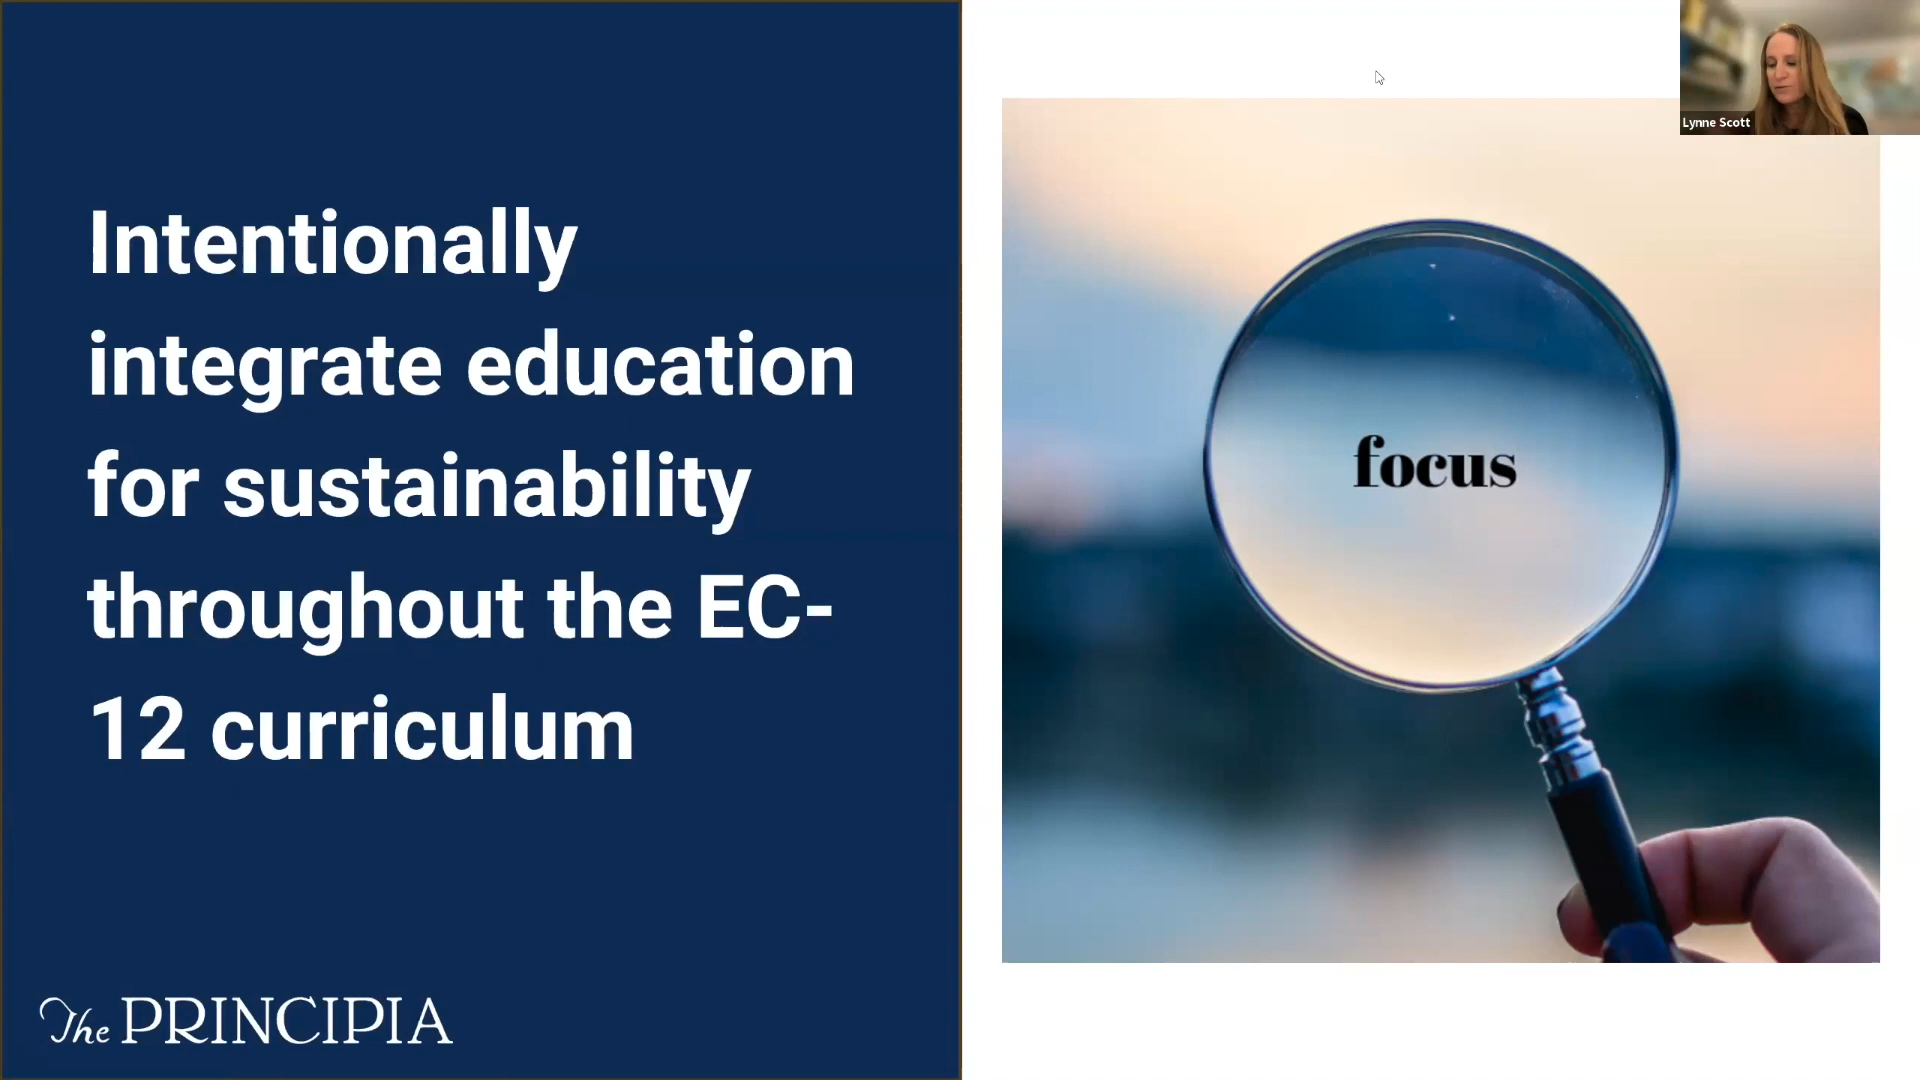 Intentionally
integrate education
for sustainability
throughout the EC-
12 curriculum
The PRINCIPIA
focus
Lynne Scott